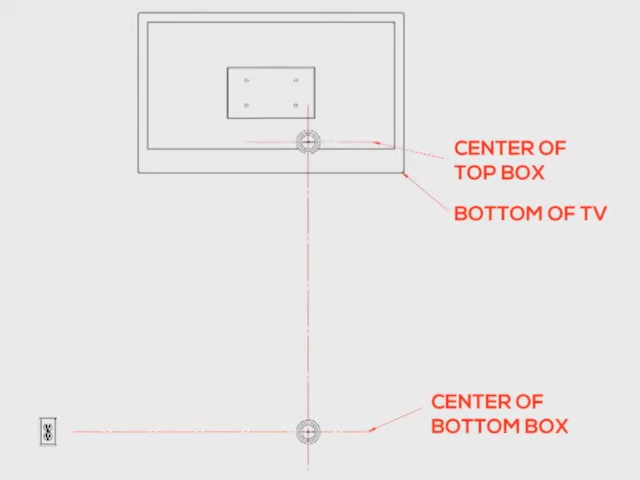 CENTER OF
TOP BOX
BOTTOM OF TV
CENTER OF
BOTTOM BOX